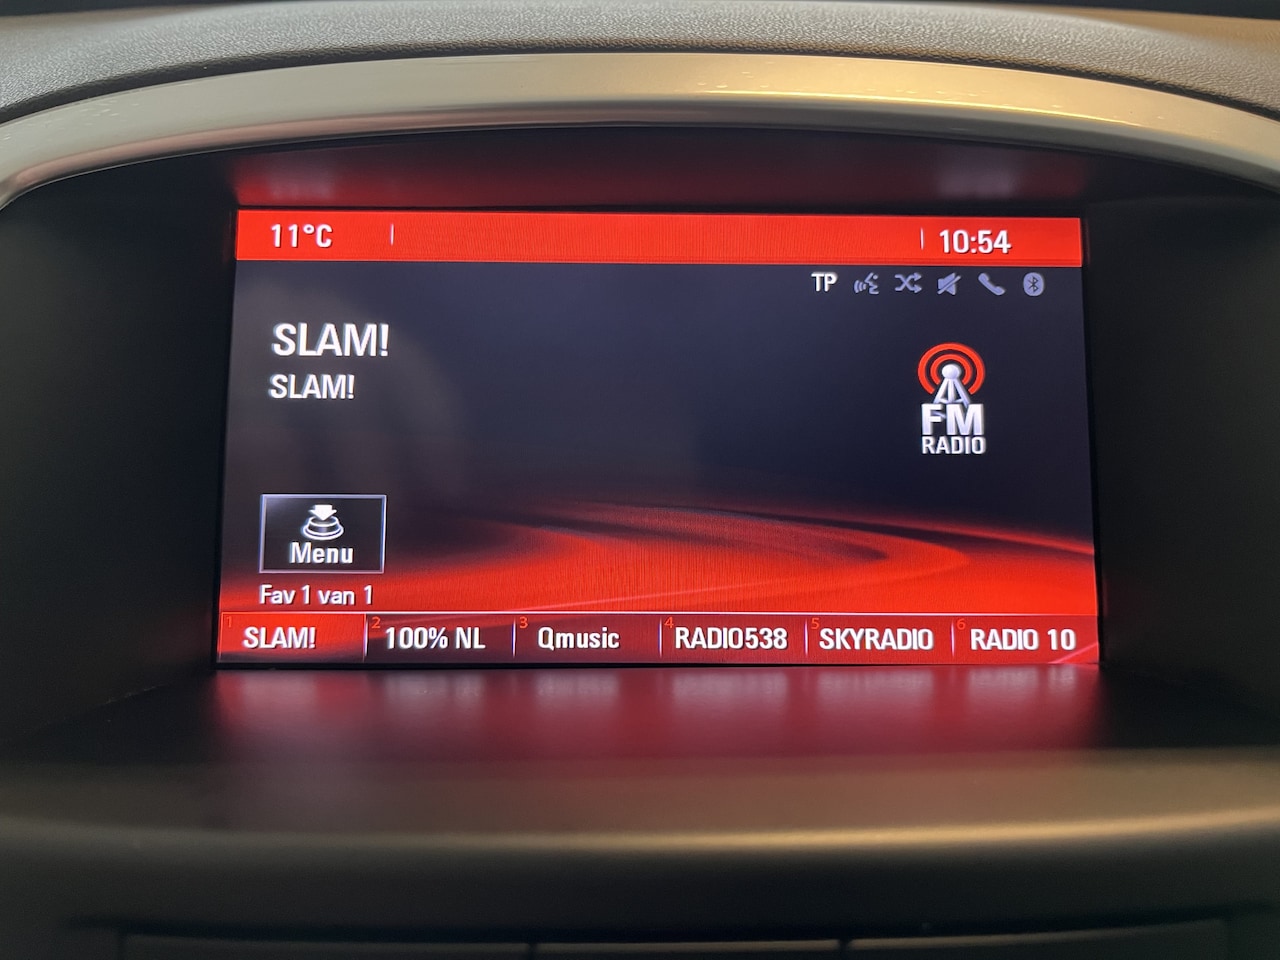 11°C
10:54
TP
SLAM!
SLAM!
FM
RADIO
Menu
Fav 1 van 1
1 SLAM! 2 100% NL 3 Qmusic 4 RADIO538 5 SKYRADIO 6 RADIO 10